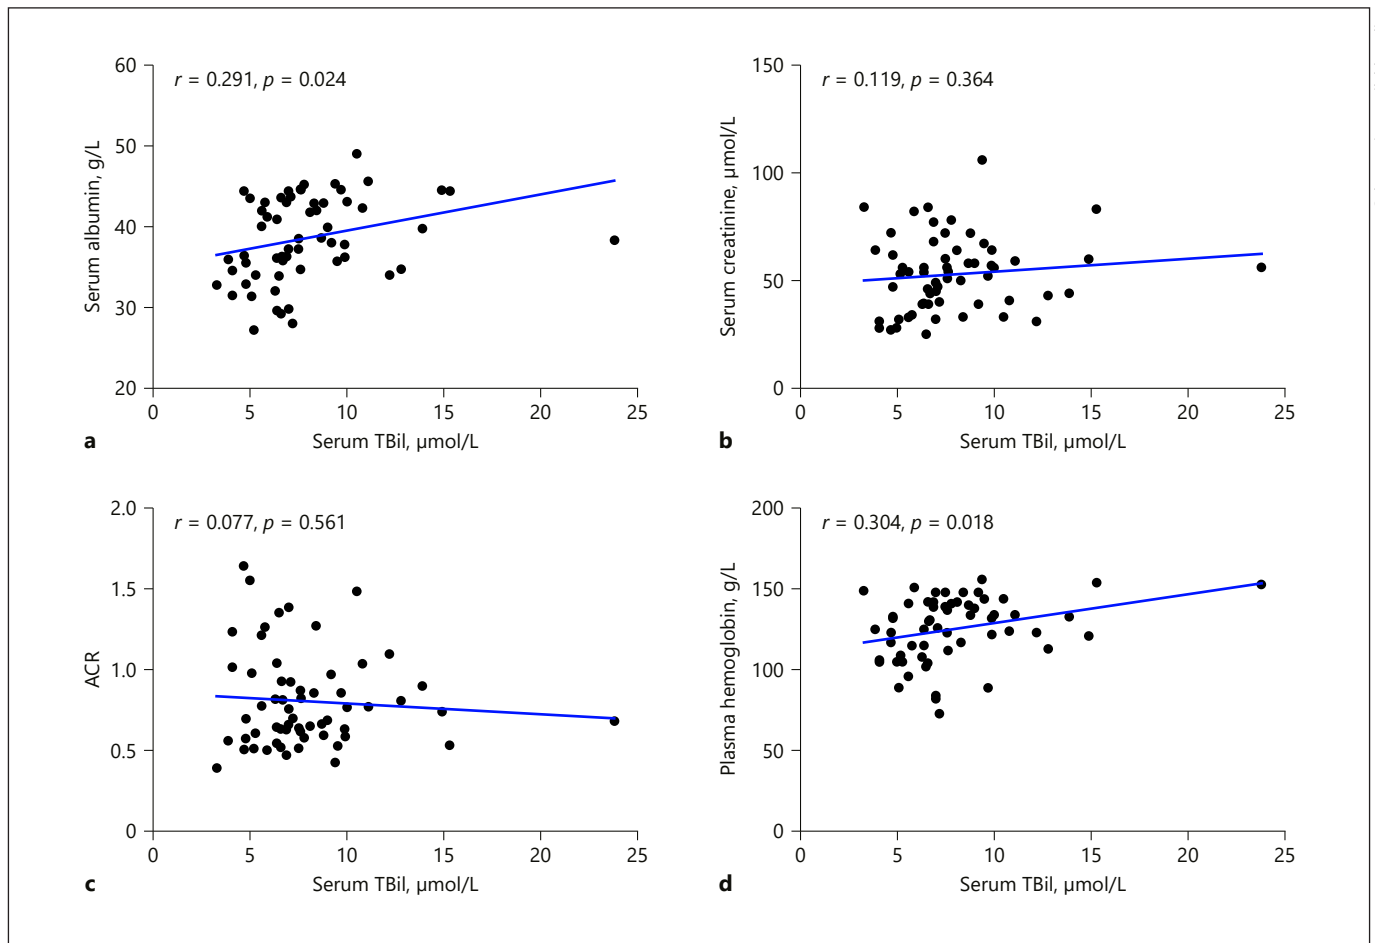 r = 0.291, p = 0.024
Serum albumin, g/L
60
50
40
30
20
0
5
10
15
20
25
Serum TBil, µmol/L
a
r = 0.119, p = 0.364
Serum creatinine, µmol/L
150
100
50
0
0
5
10
15
20
25
Serum TBil, µmol/L
b
r = 0.077, p = 0.561
ACR
2.0
1.5
1.0
0.5
0
0
5
10
15
20
25
Serum TBil, µmol/L
c
r = 0.304, p = 0.018
Plasma hemoglobin, g/L
200
150
100
50
0
0
5
10
15
20
25
Serum TBil, µmol/L
d